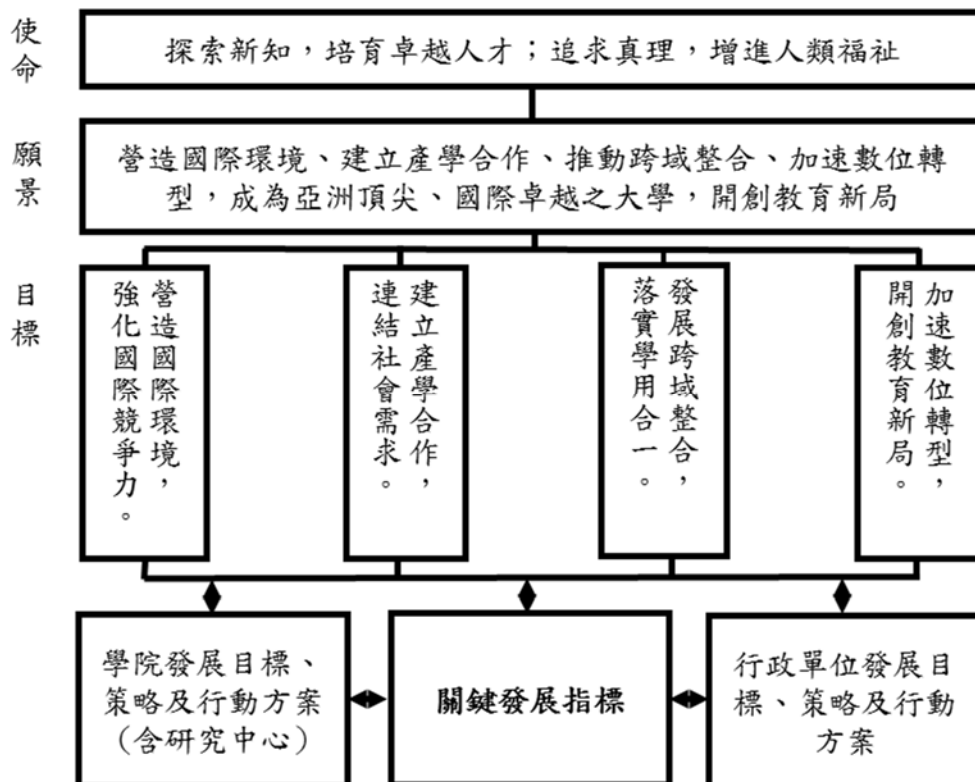 使命
探索新知，培育卓越人才；追求真理，增進人類福祉
願景
營造國際環境、建立產學合作、推動跨域整合、加速數位轉
型，成為亞洲頂尖、國際卓越之大學，開創教育新局
目標
營造國際環境，
強化國際競爭力。
建立產學合作，
連結社會需求。
發展跨域整合，
落實學用合一。
加速數位轉型，
開創教育新局。
學院發展目標、
策略及行動方案
(含研究中心)
關鍵發展指標
行政單位發展目
標、策略及行動
方案